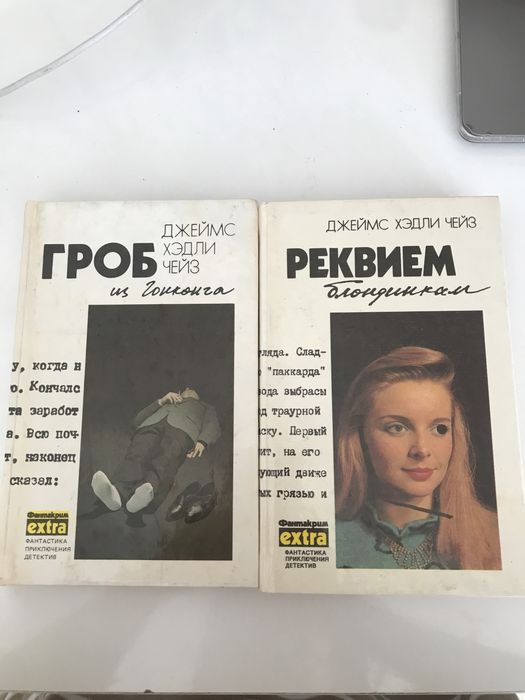 ДЖЕЙМС
ХЭДЛИ
ЧЕЙЗ
ГРОБ
из Гонконга
у, когда и
о. Кончалс
та заработ
а. Всю поч-
т, наконец
сказал:
Фантакрим
extra
ФАНТАСТИКА
ПРИКЛЮЧЕНИЯ
ДЕТЕКТИВ
ДЖЕЙМС ХЭДЛИ ЧЕЙЗ
РЕКВИЕМ
блондинкам
гляда. Слад-
"паккарда"
вода выбрасы
д траурной
ску. Первый
ит, на его
ующий движе
ых грязью и
Фантакрим
extra
ФАНТАСТИКА
ПРИКЛЮЧЕНИЯ
ДЕТЕКТИВ